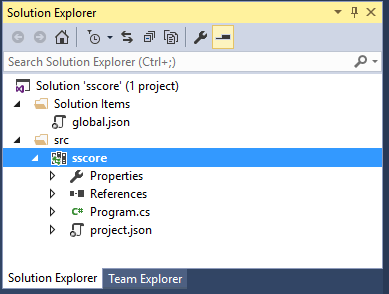 Solution Explorer
Search Solution Explorer (Ctrl+;)
Solution 'sscore' (1 project)
Solution Items
global.json
src
sscore
Properties
References
C# Program.cs
project.json
Solution Explorer Team Explorer